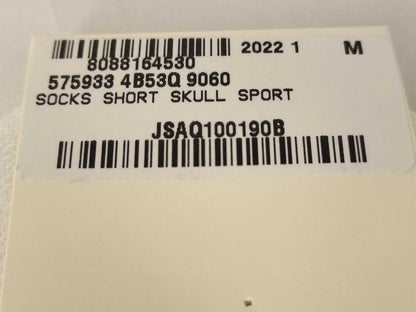 2022 1 M
8088164530
575933 4B53Q 9060
SOCKS SHORT SKULL SPORT
JSAQ100190B